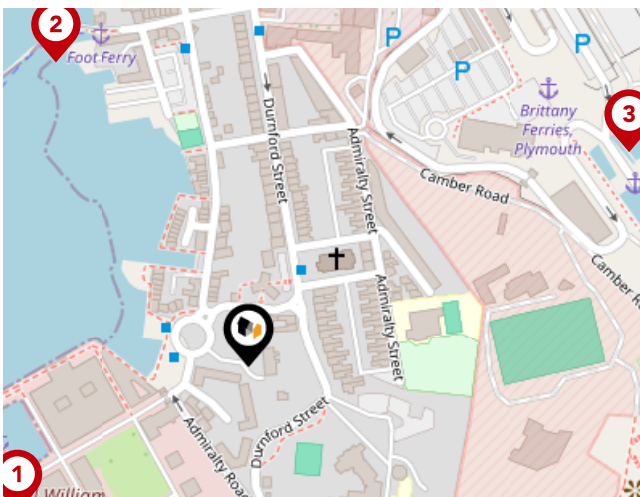 2
Foot Ferry
P
P
3
Brittany
Ferries,
Plymouth
Durnford Street
Admiralty Street
Camber Road
Camber R
Admiralty Street
Durnford Street
Admiralty Road
1
William